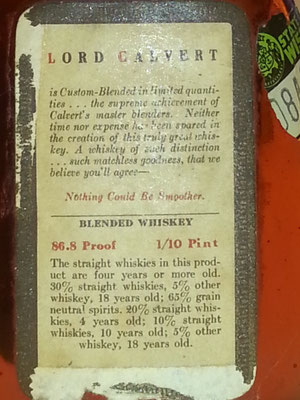 LORD CALVERT
is Custom-Blended in limited quanti-
ties . . . the supreme achievement of
Calvert's master blenders. Neither
time nor expense has been spared in
the creation of this truly great whis-
key. A whiskey of such distinction
. . . such matchless goodness, that we
believe you'll agree—
Nothing Could Be Smoother.
BLENDED WHISKEY
86.8 Proof 1/10 Pint
The straight whiskies in this prod-
uct are four years or more old.
30% straight whiskies, 5% other
whiskey, 18 years old; 65% grain
neutral spirits. 20% straight whis-
kies, 4 years old; 10% straight
whiskies, 10 years old; 5% other
whiskey, 18 years old.